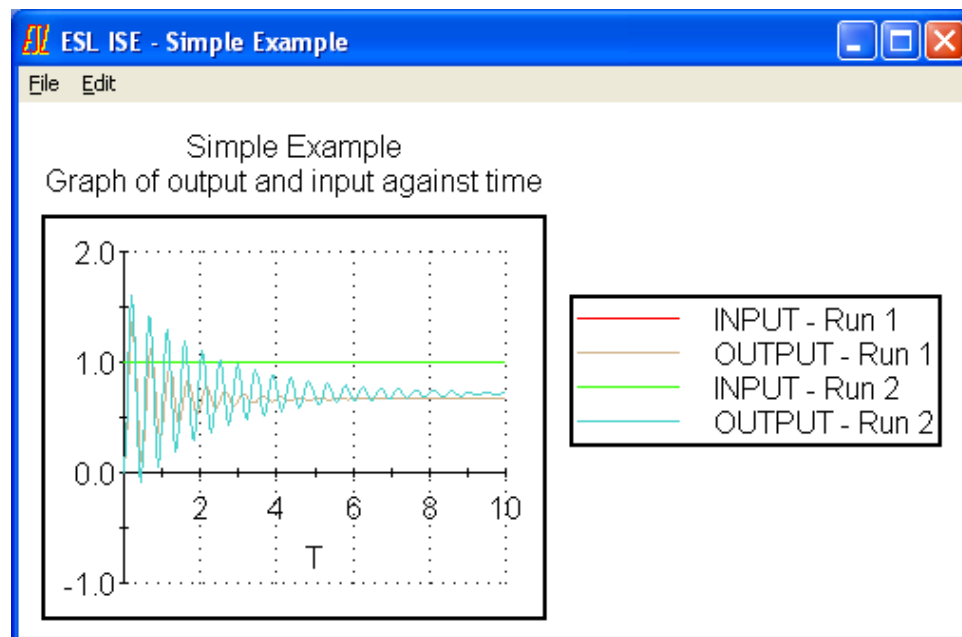 ESL ISE - Simple Example
File Edit
Simple Example
Graph of output and input against time
2.0
1.0
0.0
-1.0
2 4 6 8 10
T
INPUT - Run 1
OUTPUT - Run 1
INPUT - Run 2
OUTPUT - Run 2